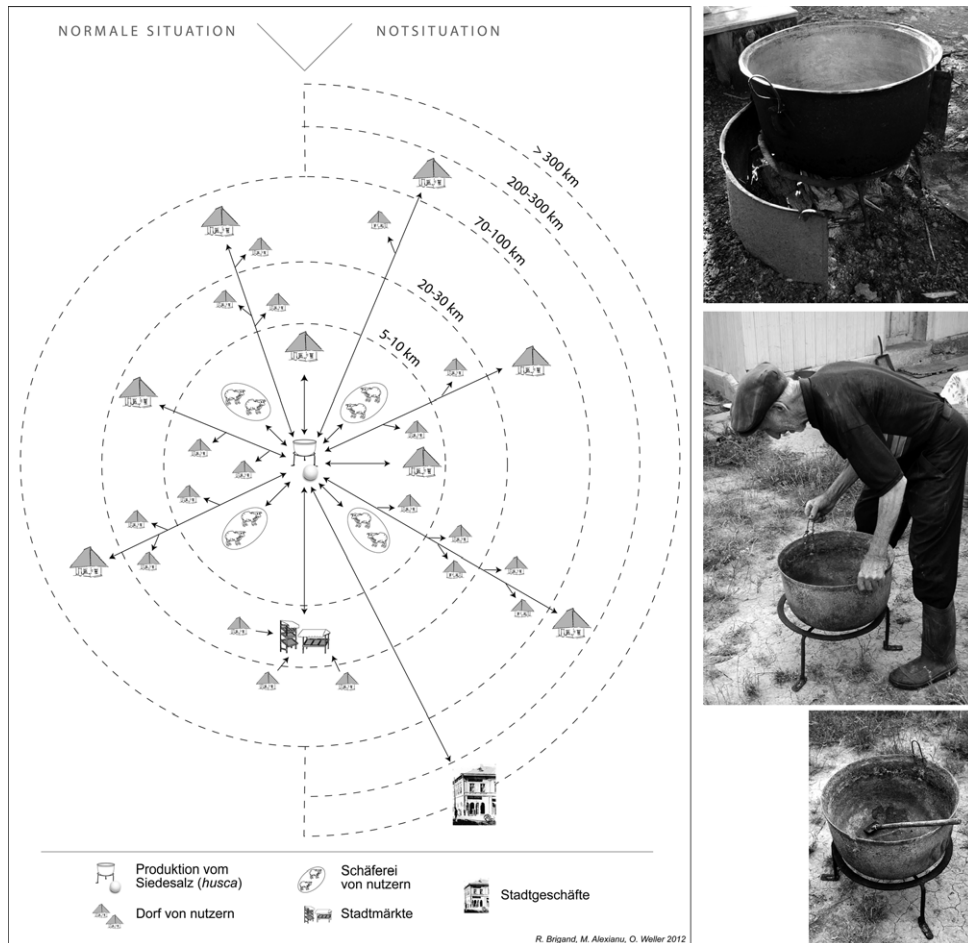 NORMALE SITUATION
NOTSITUATION
> 300 km
200-300 km
70-100 km
20-30 km
5-10 km
Produktion vom
Siedesalz (husca)
Dorf von nutzern
Schäferei
von nutzern
Stadtmärkte
Stadtgeschäfte
R. Brigand, M. Alexianu, O. Weller 2012